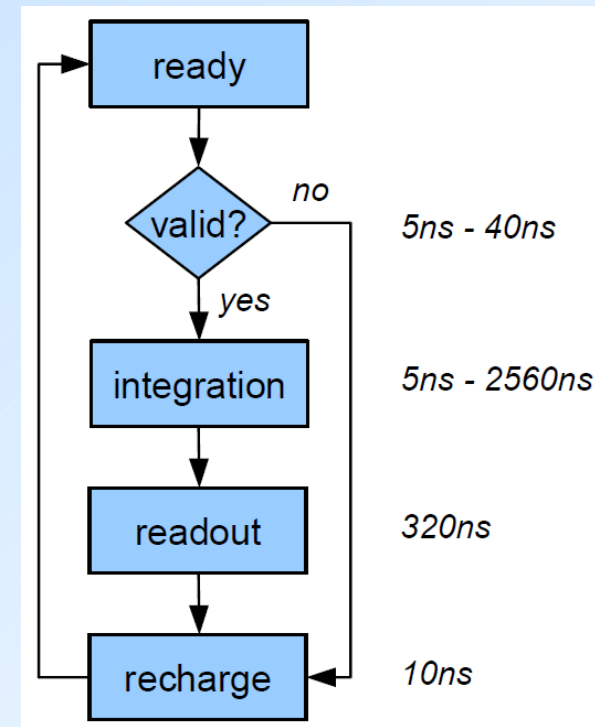 ready
no
valid?
5ns - 40ns
yes
integration
5ns - 2560ns
readout
320ns
recharge
10ns